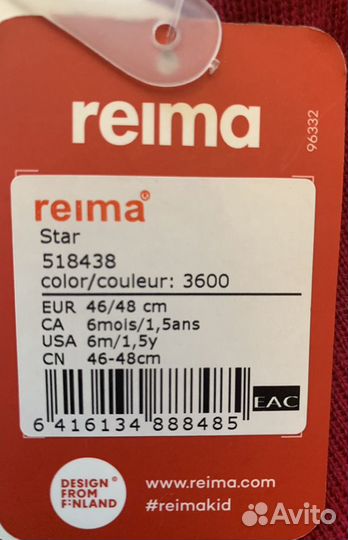 reima
96332
reima®
Star
518438
color/couleur: 3600
EUR 46/48 cm
CA 6mois/1,5ans
USA 6m/1,5y
CN 46-48cm
EAC
6 416134 888485
DESIGN
FROM
FINLAND
www.reima.com
#reimakid
Avito